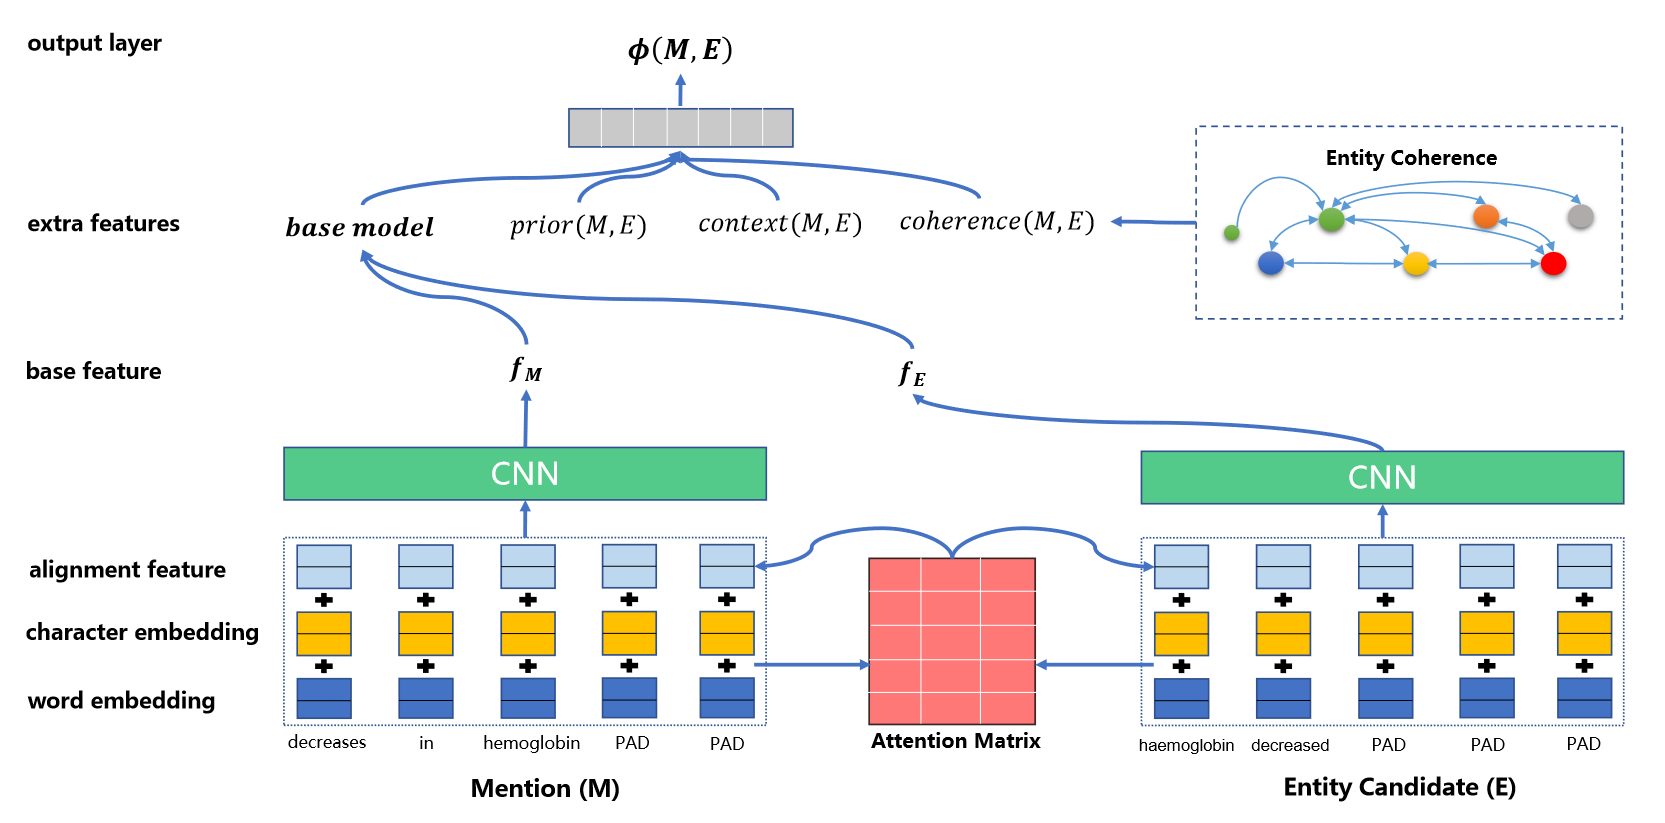 output layer
ϕ(M, E)
Entity Coherence
extra features
base model
prior(M, E)
context(M, E)
coherence(M, E)
base feature
f_M
f_E
CNN
CNN
alignment feature
character embedding
word embedding
decreases in hemoglobin PAD PAD
Attention Matrix
haemoglobin decreased PAD PAD PAD
Mention (M)
Entity Candidate (E)